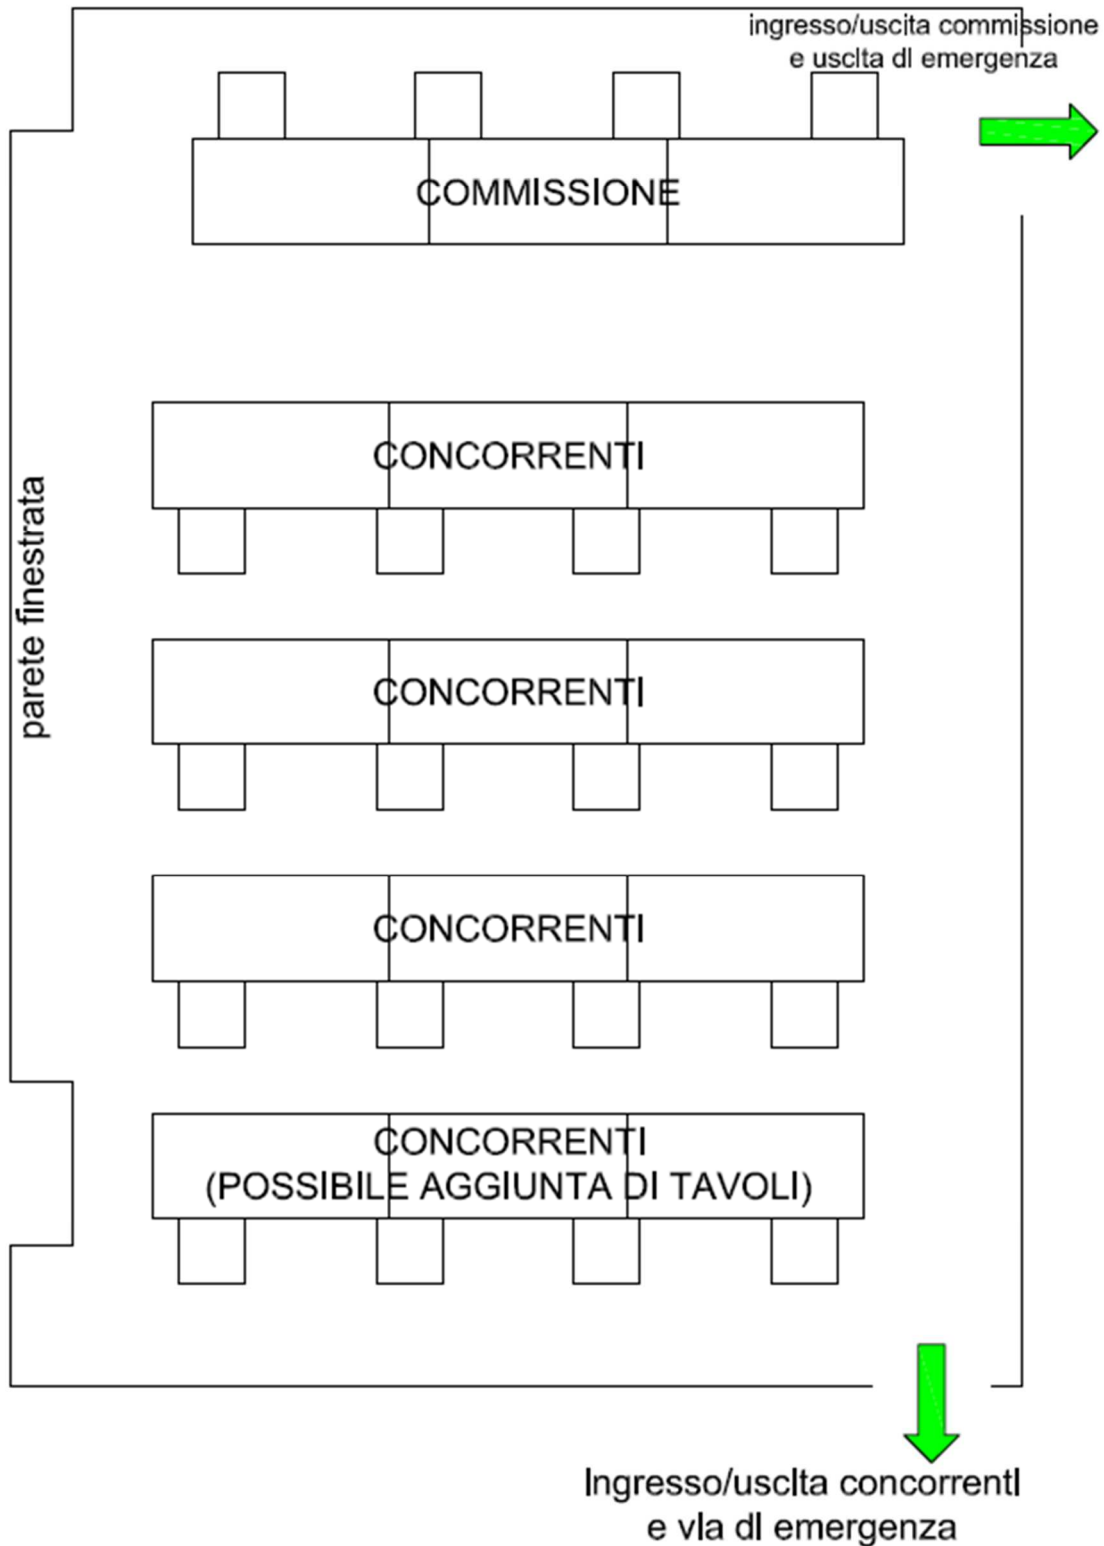 ingresso/uscita commissione
e uscita di emergenza
COMMISSIONE
CONCORRENTI
parete finestrata
CONCORRENTI
CONCORRENTI
CONCORRENTI
(POSSIBILE AGGIUNTA DI TAVOLI)
Ingresso/uscita concorrenti
e via di emergenza